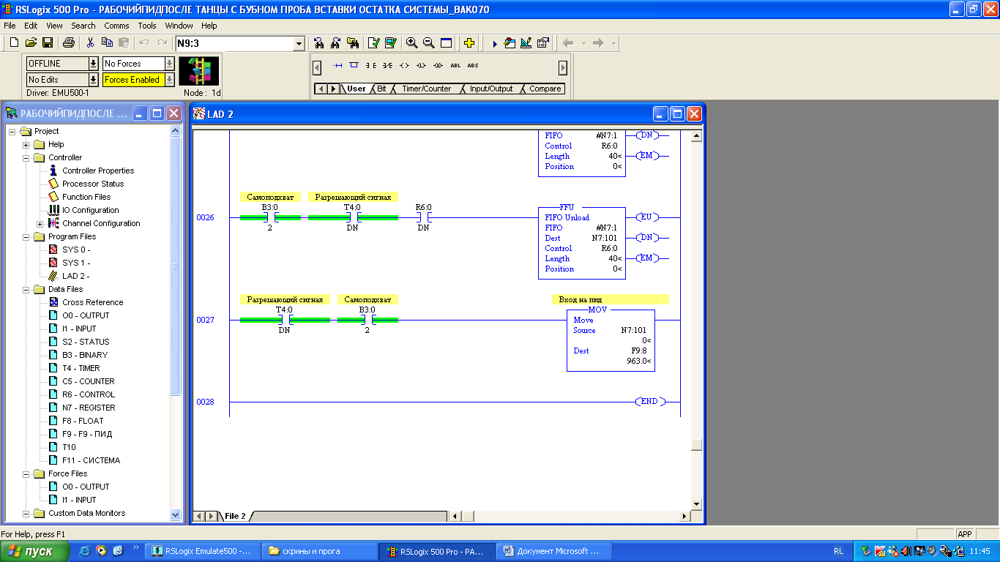 RSLogix 500 Pro - РАБОЧИЙПИДПОСЛЕ ТАНЦЫ С БУБНОМ ПРОБА ВСТАВКИ ОСТАТКА СИСТЕМЫ_BAK070
File Edit View Search Comms Tools Window Help
N9:3
OFFLINE No Forces
No Edits Forces Enabled
Driver: EMU500-1 Node : 1d
ABL ABS
User Bit Timer/Counter Input/Output Compare
РАБОЧИЙПИДПОСЛЕ ...
Project
Help
Controller
Controller Properties
Processor Status
Function Files
IO Configuration
Channel Configuration
Program Files
SYS 0 -
SYS 1 -
LAD 2 -
Data Files
Cross Reference
O0 - OUTPUT
I1 - INPUT
S2 - STATUS
B3 - BINARY
T4 - TIMER
C5 - COUNTER
R6 - CONTROL
N7 - REGISTER
F8 - FLOAT
F9 - F9 - ПИД
T10
F11 - СИСТЕМА
Force Files
O0 - OUTPUT
I1 - INPUT
Custom Data Monitors
LAD 2
FIFO #N7:1 DN
Control R6:0
Length 40< EM
Position 0<
Самоподхват Разрешающий сигнал
B3:0 T4:0 R6:0 FFU
0026 FIFO Unload EU
2 DN DN FIFO #N7:1
Dest N7:101 DN
Control R6:0
Length 40< EM
Position 0<
Разрешающий сигнал Самоподхват Вход на пид
T4:0 B3:0 MOV
0027 Move
DN 2 Source N7:101
0<
Dest F9:8
963.0<
0028 END
File 2
For Help, press F1 APP
пуск RSLogix Emulate500 -... скрины и прога RSLogix 500 Pro - РА... Документ Microsoft ... RL 11:45